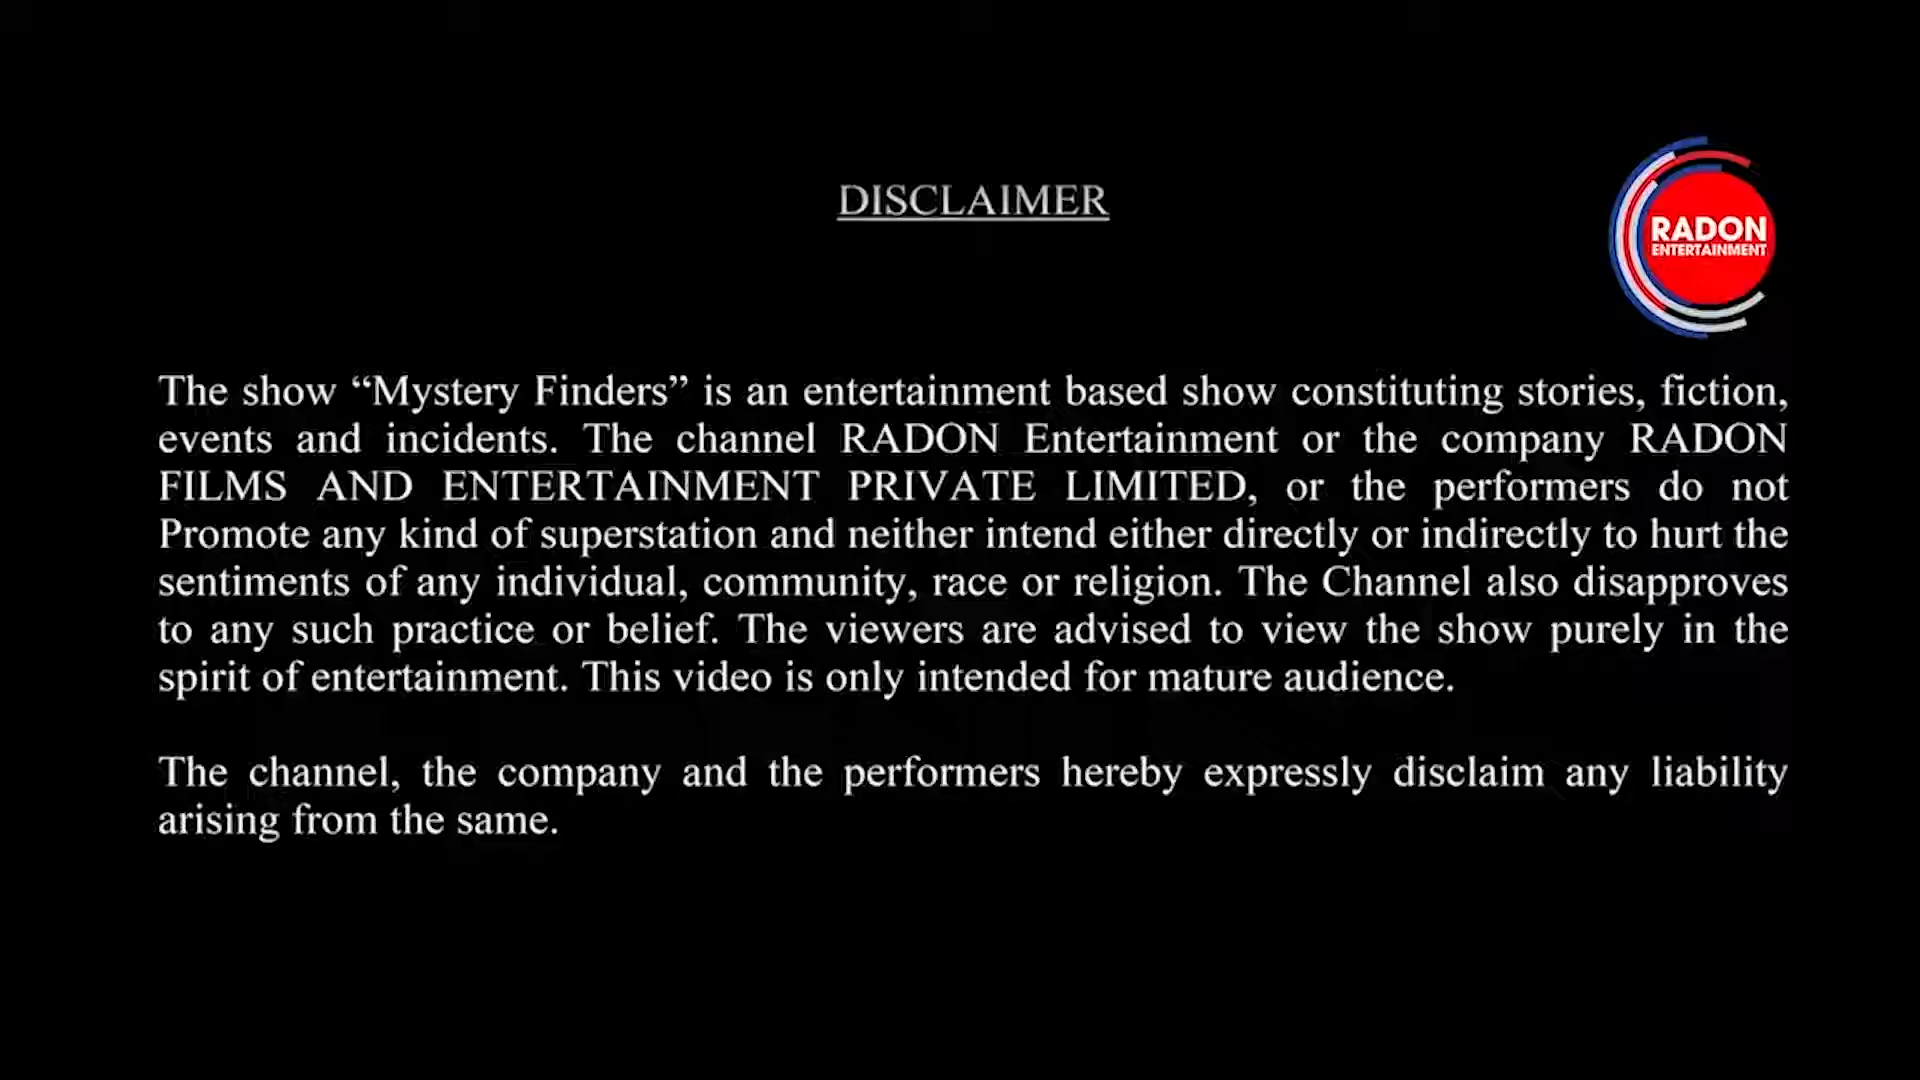 DISCLAIMER
RADON
ENTERTAINMENT
The show “Mystery Finders” is an entertainment based show constituting stories, fiction,
events and incidents. The channel RADON Entertainment or the company RADON
FILMS AND ENTERTAINMENT PRIVATE LIMITED, or the performers do not
Promote any kind of superstation and neither intend either directly or indirectly to hurt the
sentiments of any individual, community, race or religion. The Channel also disapproves
to any such practice or belief. The viewers are advised to view the show purely in the
spirit of entertainment. This video is only intended for mature audience.
The channel, the company and the performers hereby expressly disclaim any liability
arising from the same.